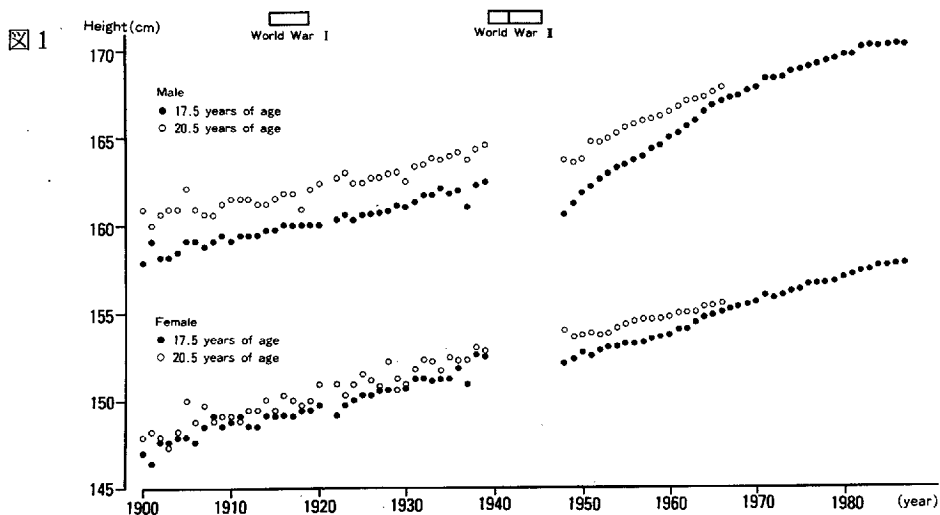 図1
Height(cm)
World War I
World War II
170
165
160
155
150
145
Male
● 17.5 years of age
○ 20.5 years of age
Female
● 17.5 years of age
○ 20.5 years of age
1900 1910 1920 1930 1940 1950 1960 1970 1980 (year)